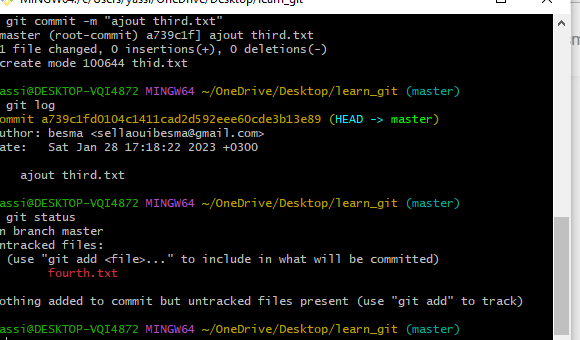 MINGW64:/c/Users/yassi/OneDrive/Desktop/learn_git
git commit -m "ajout third.txt"
master (root-commit) a739c1f] ajout third.txt
1 file changed, 0 insertions(+), 0 deletions(-)
create mode 100644 thid.txt
assi@DESKTOP-VQI4872 MINGW64 ~/OneDrive/Desktop/learn_git (master)
git log
ommit a739c1fd0104c1411cad2d592eee60cde3b13e89 (HEAD -> master)
uthor: besma <sellaouibesma@gmail.com>
ate:   Sat Jan 28 17:18:22 2023 +0300
ajout third.txt
assi@DESKTOP-VQI4872 MINGW64 ~/OneDrive/Desktop/learn_git (master)
git status
n branch master
ntracked files:
(use "git add <file>..." to include in what will be committed)
fourth.txt
othing added to commit but untracked files present (use "git add" to track)
assi@DESKTOP-VQI4872 MINGW64 ~/OneDrive/Desktop/learn_git (master)